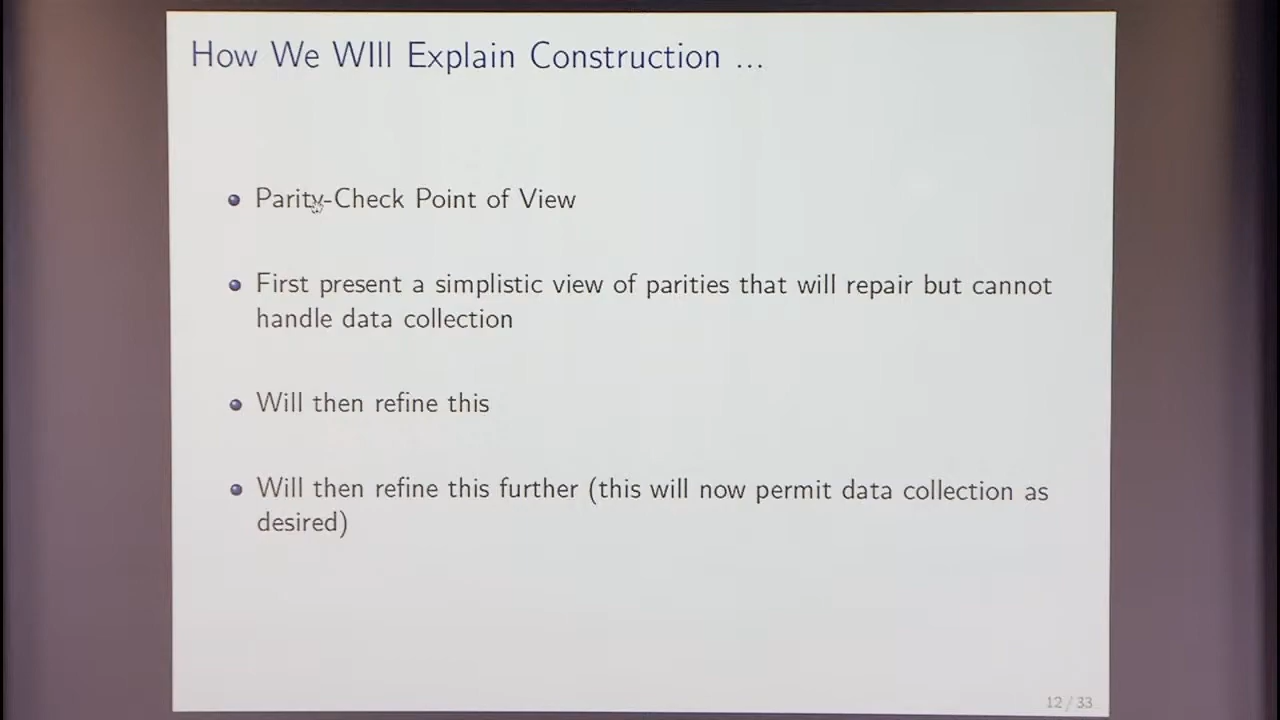 How We WIll Explain Construction ...
Parity-Check Point of View
First present a simplistic view of parities that will repair but cannot
handle data collection
Will then refine this
Will then refine this further (this will now permit data collection as
desired)
12 / 33